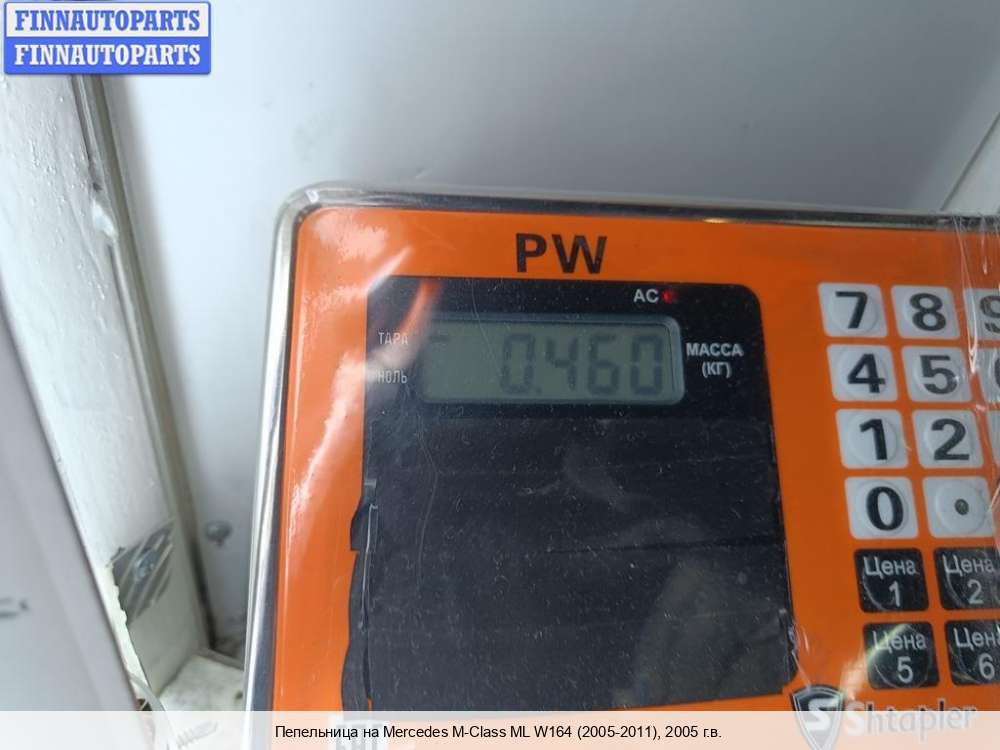 FINNAUTOPARTS
FINNAUTOPARTS
PW
AC
ТАРА
НОЛЬ
0.460
МАССА
(КГ)
7 8 9
4 5
1 2
0 .
Цена 1
Цена 2
Цена 5
Цена 6
Shtapler
Пепельница на Mercedes M-Class ML W164 (2005-2011), 2005 г.в.